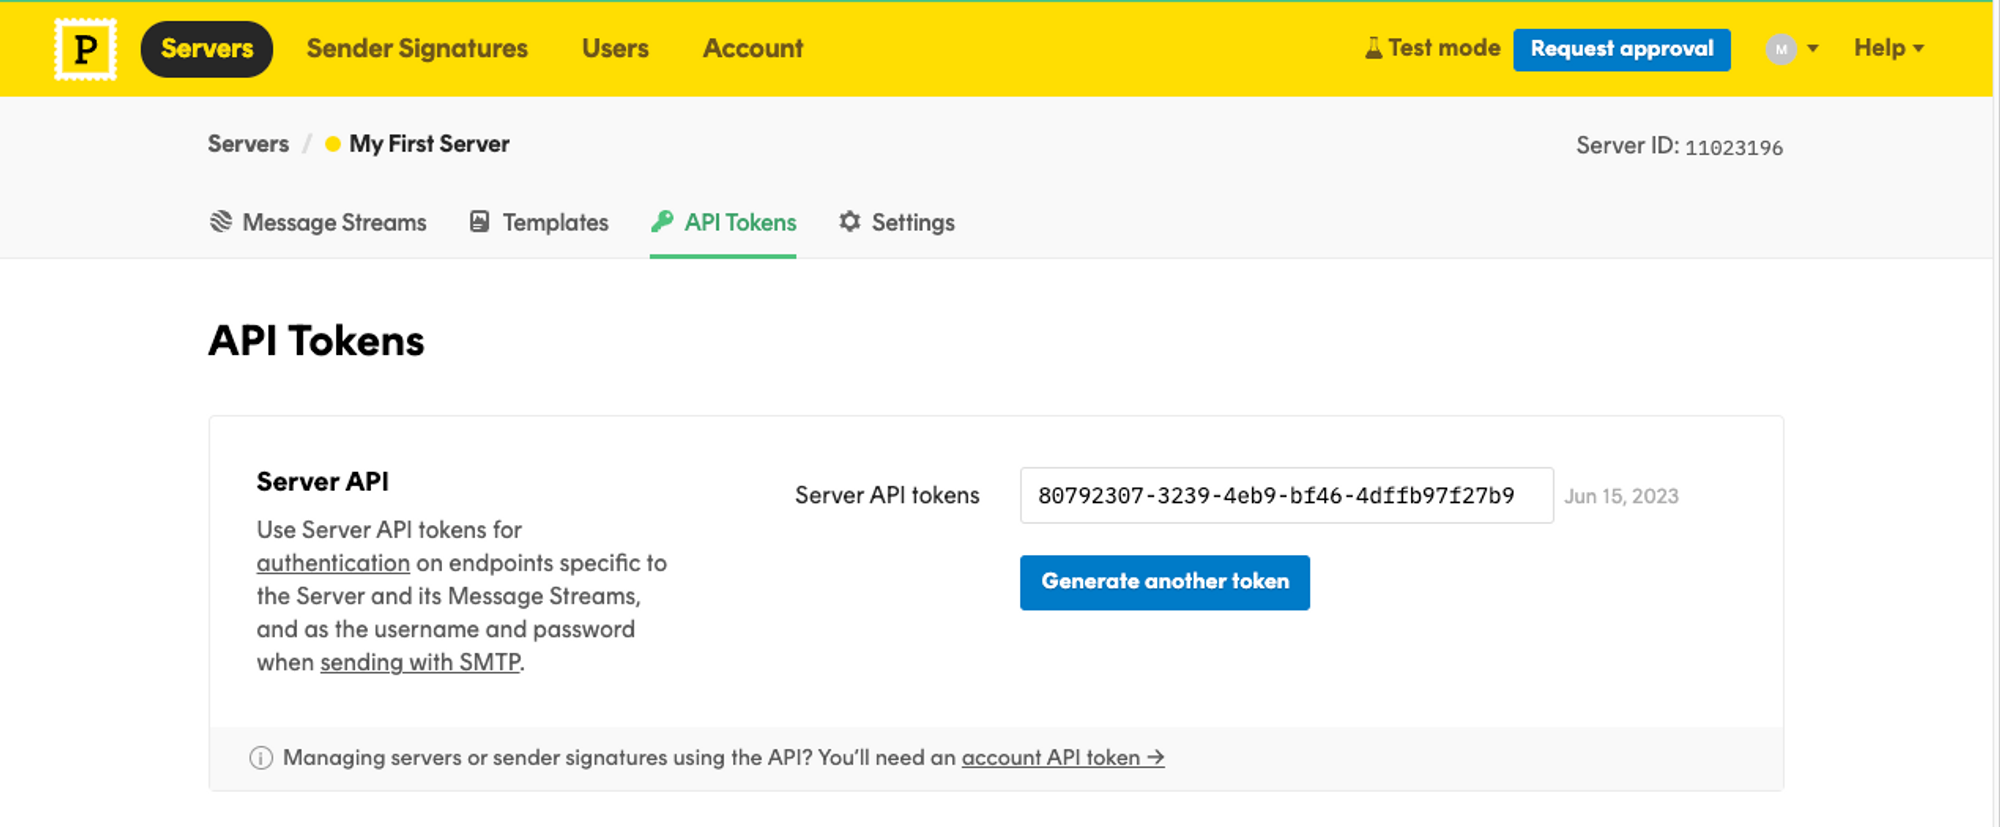 P Servers Sender Signatures Users Account Test mode Request approval M Help
Servers / My First Server Server ID: 11023196
Message Streams Templates API Tokens Settings
API Tokens
Server API
Use Server API tokens for
authentication on endpoints specific to
the Server and its Message Streams,
and as the username and password
when sending with SMTP.
Server API tokens 80792307-3239-4eb9-bf46-4dffb97f27b9 Jun 15, 2023
Generate another token
Managing servers or sender signatures using the API? You’ll need an account API token →